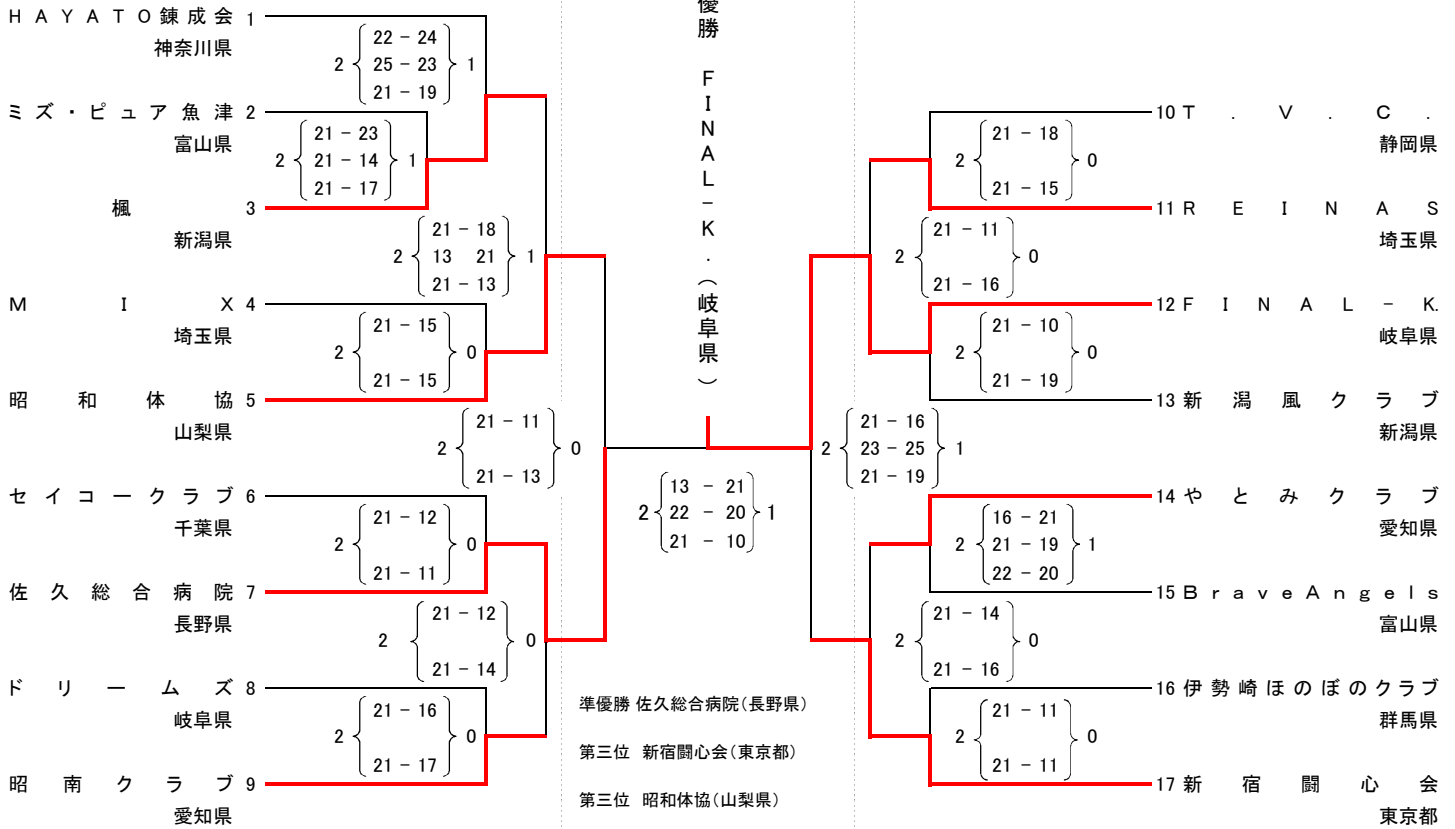 HAYATO錬成会 1
神奈川県
2 22 - 24 1
25 - 23
21 - 19
ミズ・ピュア魚津 2
富山県
2 21 - 23 1
21 - 14
21 - 17
楓 3
新潟県
2 21 - 18 1
13 21
21 - 13
MIX 4
埼玉県
2 21 - 15 0
21 - 15
昭和体協 5
山梨県
2 21 - 11 0
21 - 13
セイコークラブ 6
千葉県
2 21 - 12 0
21 - 11
佐久総合病院 7
長野県
2 21 - 12 0
21 - 14
ドリームズ 8
岐阜県
2 21 - 16 0
21 - 17
昭南クラブ 9
愛知県
優勝 FINAL-K.(岐阜県)
2 13 - 21 1
22 - 20
21 - 10
準優勝 佐久総合病院(長野県)
第三位 新宿闘心会(東京都)
第三位 昭和体協(山梨県)
10 T.V.C.
静岡県
2 21 - 18 0
21 - 15
11 REINAS
埼玉県
2 21 - 11 0
21 - 16
12 FINAL-K.
岐阜県
2 21 - 10 0
21 - 19
13 新潟風クラブ
新潟県
2 21 - 16 1
23 - 25
21 - 19
14 やとみクラブ
愛知県
2 16 - 21 1
21 - 19
22 - 20
15 BraveAngels
富山県
2 21 - 14 0
21 - 16
16 伊勢崎ほのぼのクラブ
群馬県
2 21 - 11 0
21 - 11
17 新宿闘心会
東京都